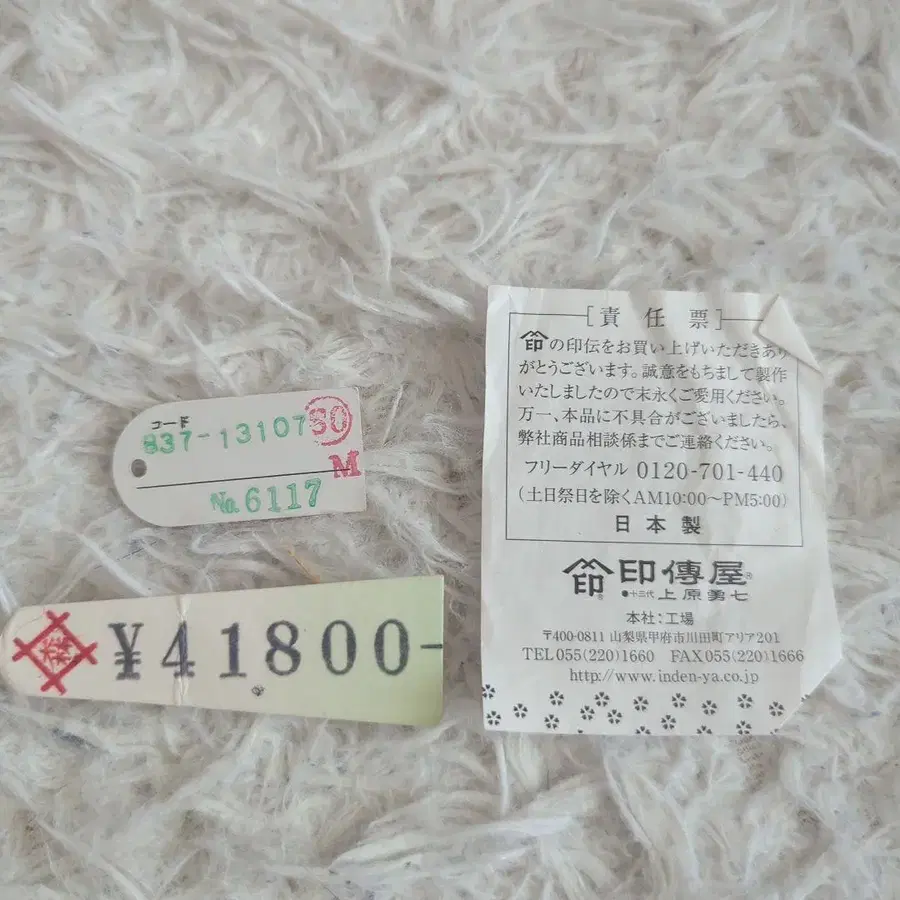 コード
837-13107 SO
M
No. 6117
¥41800-
[責任票]
印の印伝をお買い上げいただきあり
がとうございます。誠意をもちまして製作
いたしましたので末永くご愛用ください。
万一、本品に不具合がございましたら、
弊社商品相談係までご連絡ください。
フリーダイヤル 0120-701-440
(土日祭日を除くAM10:00〜PM5:00)
日本製
印 印傳屋®
●十三代 上原勇七
本社:工場
〒400-0811 山梨県甲府市川田町アリア201
TEL055(220)1660 FAX055(220)1666
http://www.inden-ya.co.jp